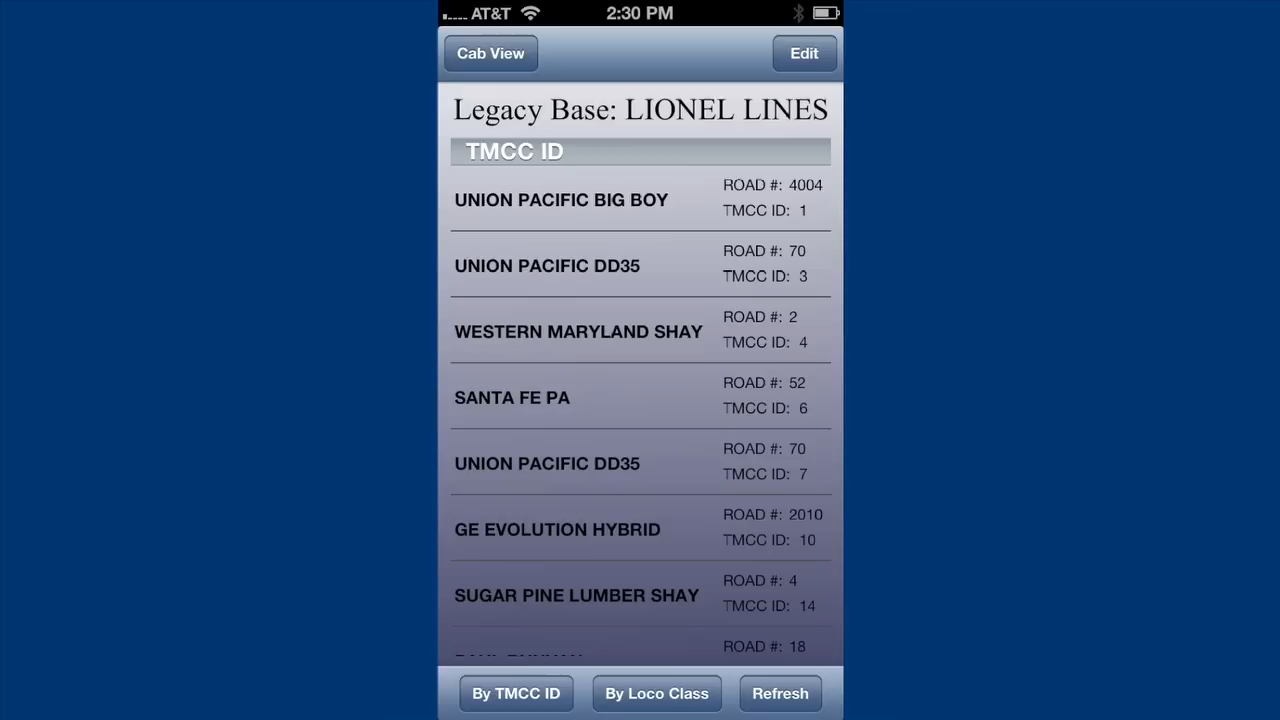 AT&T 2:30 PM
Cab View Edit
Legacy Base: LIONEL LINES
TMCC ID
UNION PACIFIC BIG BOY ROAD #: 4004
TMCC ID: 1
UNION PACIFIC DD35 ROAD #: 70
TMCC ID: 3
WESTERN MARYLAND SHAY ROAD #: 2
TMCC ID: 4
SANTA FE PA ROAD #: 52
TMCC ID: 6
UNION PACIFIC DD35 ROAD #: 70
TMCC ID: 7
GE EVOLUTION HYBRID ROAD #: 2010
TMCC ID: 10
SUGAR PINE LUMBER SHAY ROAD #: 4
TMCC ID: 14
ROAD #: 18
By TMCC ID By Loco Class Refresh